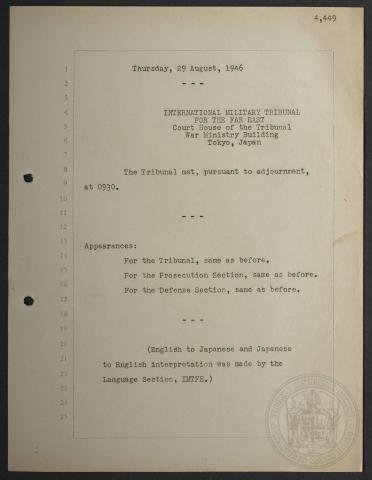 4,449
Thursday, 29 August, 1946
- - -
INTERNATIONAL MILITARY TRIBUNAL
FOR THE FAR EAST
Court House of the Tribunal
War Ministry Building
Tokyo, Japan
The Tribunal met, pursuant to adjournment,
at 0930.
- - -
Appearances:
For the Tribunal, same as before.
For the Prosecution Section, same as before.
For the Defense Section, same as before.
- - -
(English to Japanese and Japanese
to English interpretation was made by the
Language Section, IMTFE.)
1
2
3
4
5
6
7
8
9
10
11
12
13
14
15
16
17
18
19
20
21
22
23
24
25